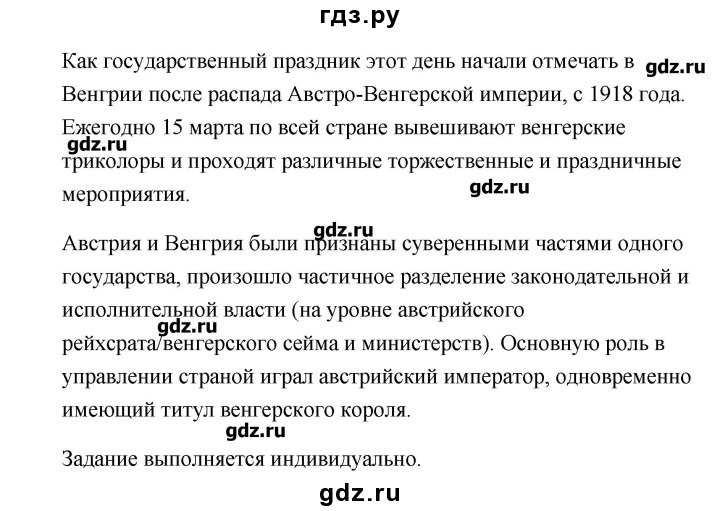 гдз.ру
Как государственный праздник этот день начали отмечать в
gdz.ru
Венгрии после распада Австро-Венгерской империи, с 1918 года.
Ежегодно 15 марта по всей стране вывешивают венгерские
gdz.ru
триколоры и проходят различные торжественные и праздничные
gdz.ru
мероприятия.
gdz.ru
Австрия и Венгрия были признаны суверенными частями одного
государства, произошло частичное разделение законодательной и
исполнительной власти (на уровне австрийского
gdz.ru
рейхсрата/венгерского сейма и министерств). Основную роль в
управлении страной играл австрийский император, одновременно
имеющий титул венгерского короля.
gdz.ru
Задание выполняется индивидуально.
gdz.ru